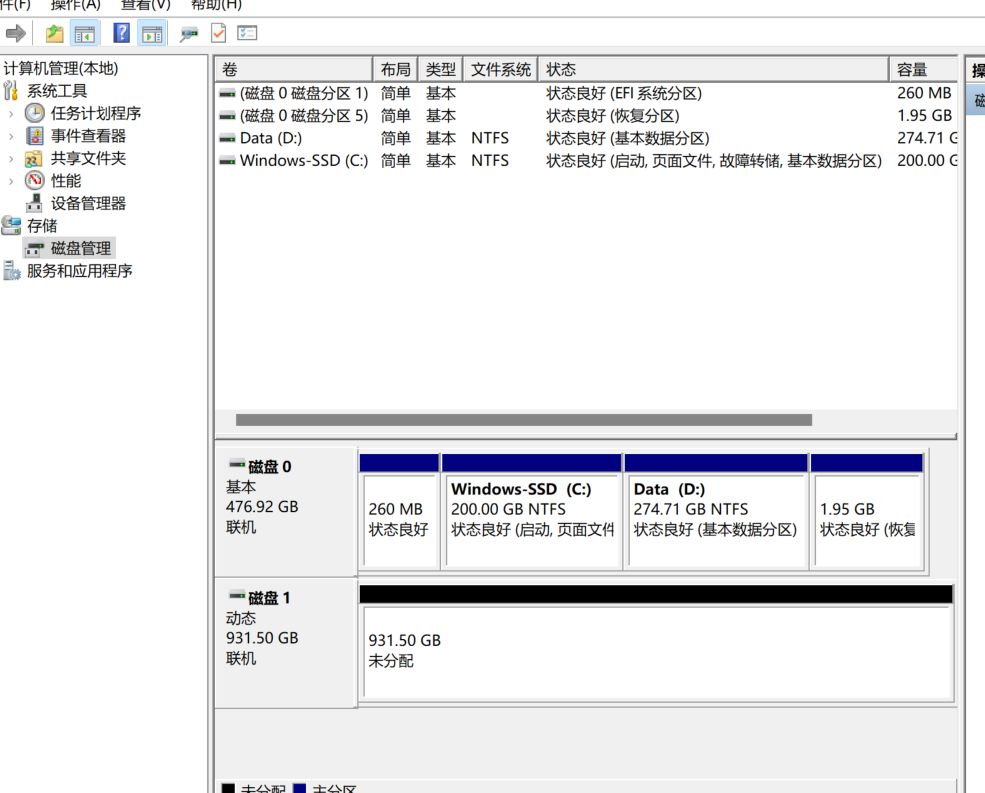 件(F) 操作(A) 查看(V) 帮助(H)
计算机管理(本地)
系统工具
任务计划程序
事件查看器
共享文件夹
性能
设备管理器
存储
磁盘管理
服务和应用程序
卷 布局 类型 文件系统 状态 容量
(磁盘 0 磁盘分区 1) 简单 基本 状态良好 (EFI 系统分区) 260 MB
(磁盘 0 磁盘分区 5) 简单 基本 状态良好 (恢复分区) 1.95 GB
Data (D:) 简单 基本 NTFS 状态良好 (基本数据分区) 274.71 G
Windows-SSD (C:) 简单 基本 NTFS 状态良好 (启动, 页面文件, 故障转储, 基本数据分区) 200.00 G
操
磁
磁盘 0
基本
476.92 GB
联机
260 MB
状态良好
Windows-SSD (C:)
200.00 GB NTFS
状态良好 (启动, 页面文件
Data (D:)
274.71 GB NTFS
状态良好 (基本数据分区)
1.95 GB
状态良好 (恢复
磁盘 1
动态
931.50 GB
联机
931.50 GB
未分配
未分配 主分区